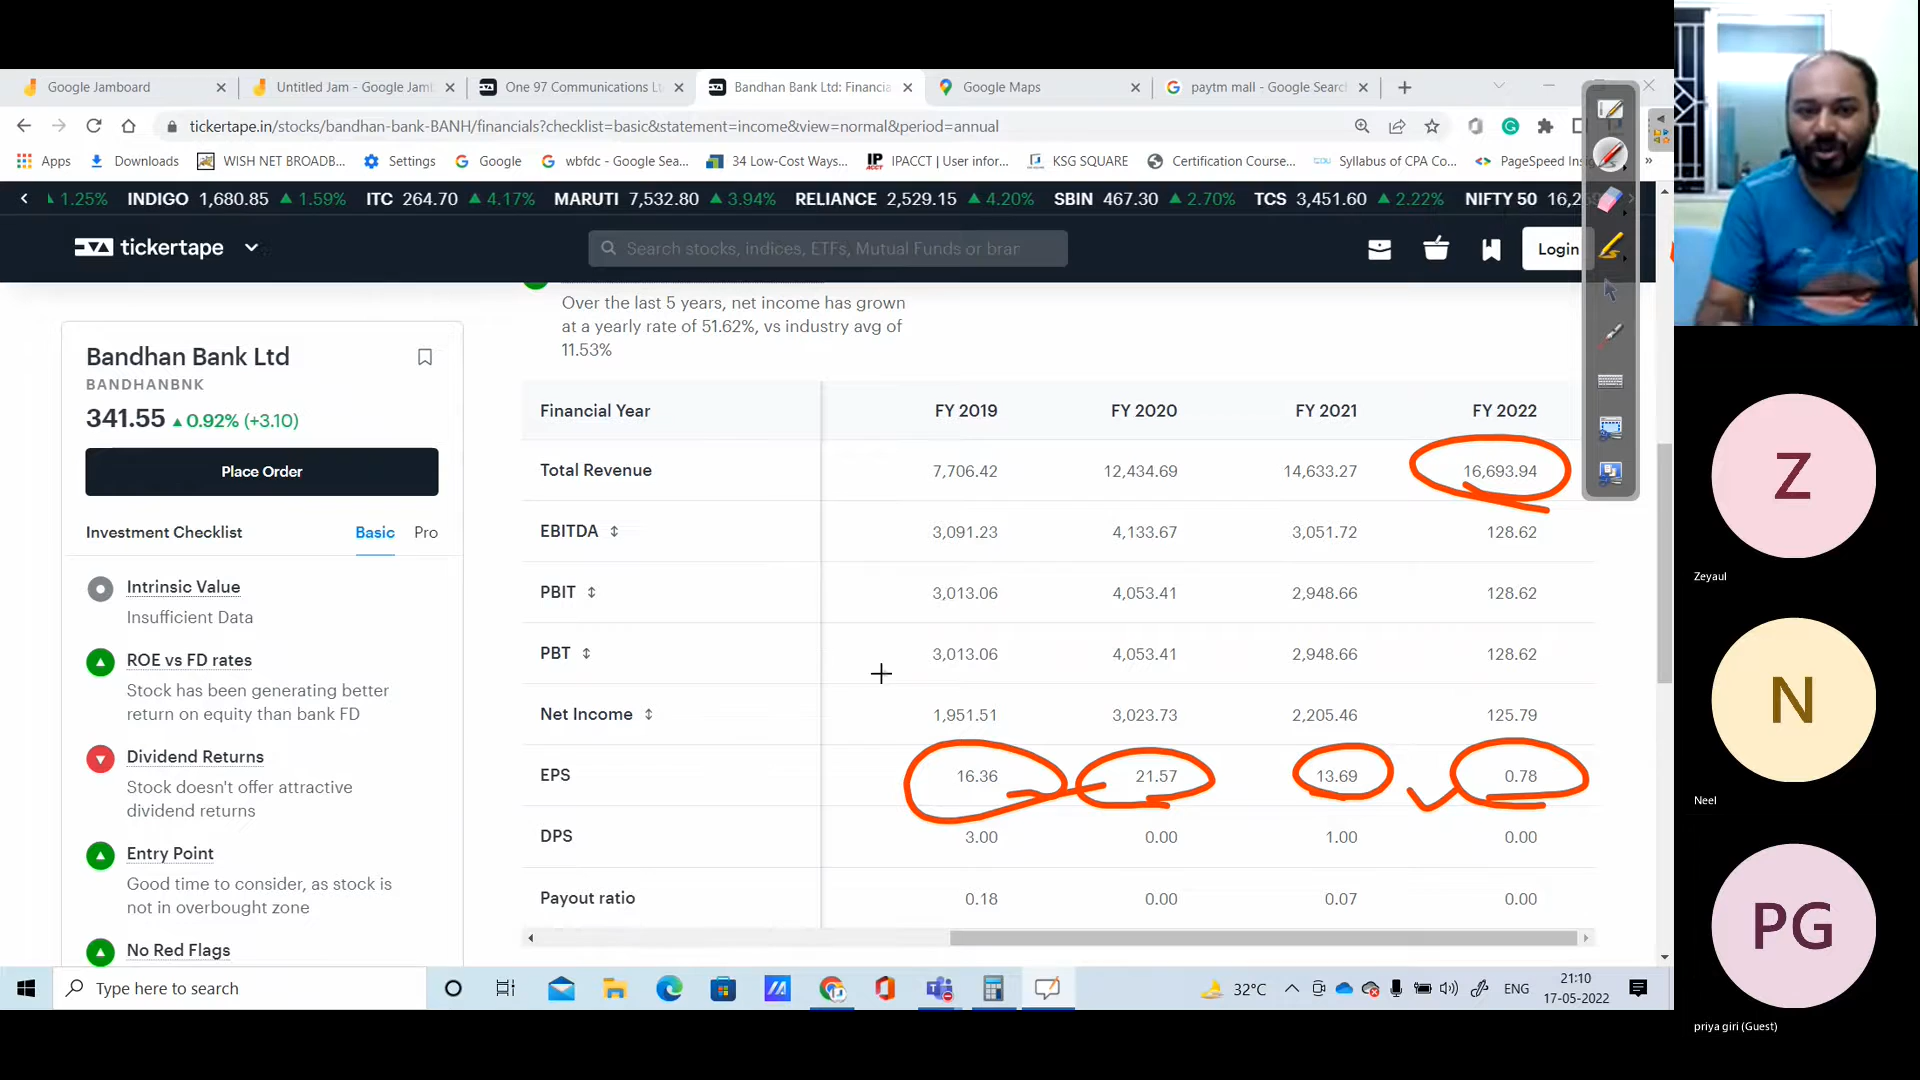 Google Jamboard
Untitled Jam - Google Jaml
One 97 Communications Lt
Bandhan Bank Ltd: Financia
Google Maps
paytm mall - Google Searc
tickertape.in/stocks/bandhan-bank-BANH/financials?checklist=basic&statement=income&view=normal&period=annual
Apps
Downloads
WISH NET BROADB...
Settings
Google
wbfdc - Google Sea...
34 Low-Cost Ways...
IPACCT | User infor...
KSG SQUARE
Certification Course...
Syllabus of CPA Co...
PageSpeed Insi
1.25% INDIGO 1,680.85 ▲ 1.59% ITC 264.70 ▲ 4.17% MARUTI 7,532.80 ▲ 3.94% RELIANCE 2,529.15 ▲ 4.20% SBIN 467.30 ▲ 2.70% TCS 3,451.60 ▲ 2.22% NIFTY 50 16,2
tickertape
Search stocks, indices, ETFs, Mutual Funds or brar
Login
Over the last 5 years, net income has grown
at a yearly rate of 51.62%, vs industry avg of
11.53%
Bandhan Bank Ltd
BANDHANBNK
341.55 ▲ 0.92% (+3.10)
Place Order
Investment Checklist Basic Pro
Intrinsic Value
Insufficient Data
ROE vs FD rates
Stock has been generating better
return on equity than bank FD
Dividend Returns
Stock doesn't offer attractive
dividend returns
Entry Point
Good time to consider, as stock is
not in overbought zone
No Red Flags
Financial Year FY 2019 FY 2020 FY 2021 FY 2022
Total Revenue 7,706.42 12,434.69 14,633.27 16,693.94
EBITDA 3,091.23 4,133.67 3,051.72 128.62
PBIT 3,013.06 4,053.41 2,948.66 128.62
PBT 3,013.06 4,053.41 2,948.66 128.62
Net Income 1,951.51 3,023.73 2,205.46 125.79
EPS 16.36 21.57 13.69 0.78
DPS 3.00 0.00 1.00 0.00
Payout ratio 0.18 0.00 0.07 0.00
Type here to search
32°C
ENG
21:10
17-05-2022
Z
Zeyaul
N
Neel
PG
priya giri (Guest)